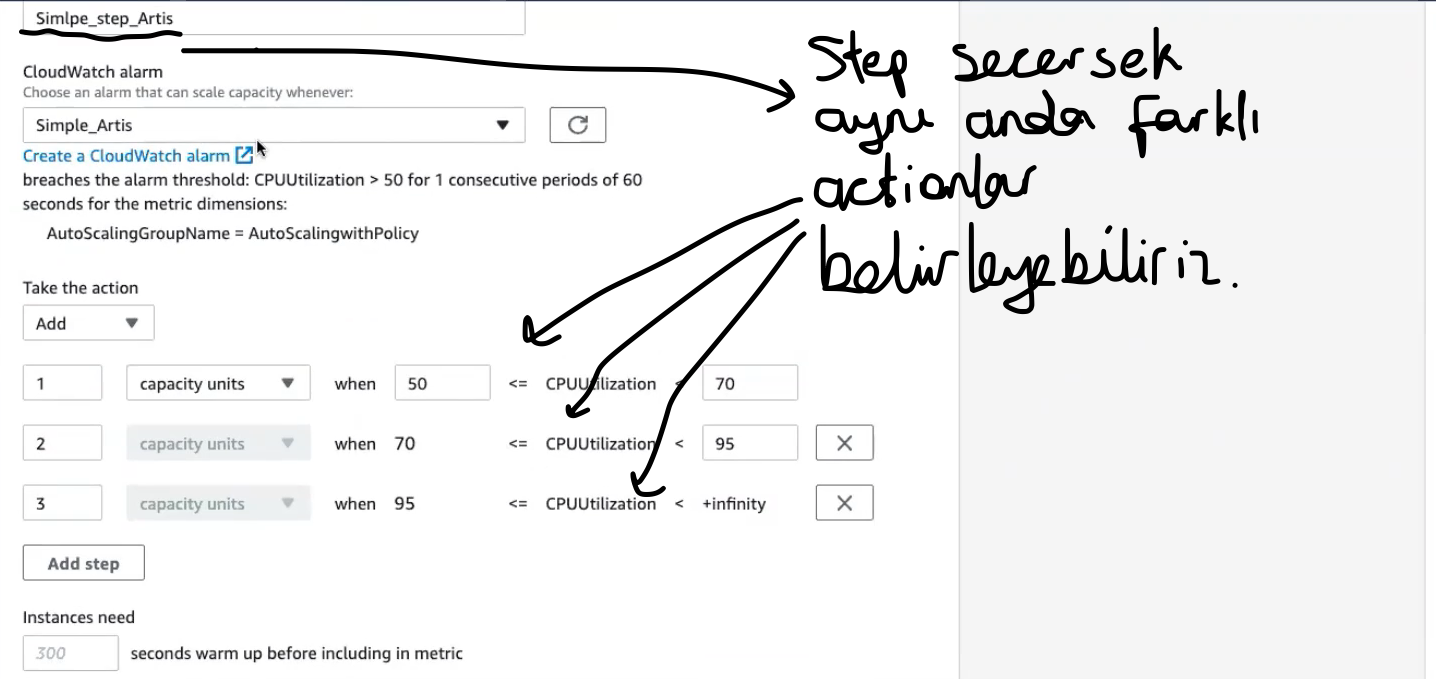 Simlpe_step_Artis
CloudWatch alarm
Choose an alarm that can scale capacity whenever:
Simple_Artis
Create a CloudWatch alarm
breaches the alarm threshold: CPUUtilization > 50 for 1 consecutive periods of 60
seconds for the metric dimensions:
AutoScalingGroupName = AutoScalingwithPolicy
Take the action
Add
1 capacity units when 50 <= CPUUtilization < 70
2 capacity units when 70 <= CPUUtilization < 95
3 capacity units when 95 <= CPUUtilization < +infinity
Add step
Instances need
300 seconds warm up before including in metric
Step secersek
aynı anda farklı
actionlar
belirleyebiliriz.